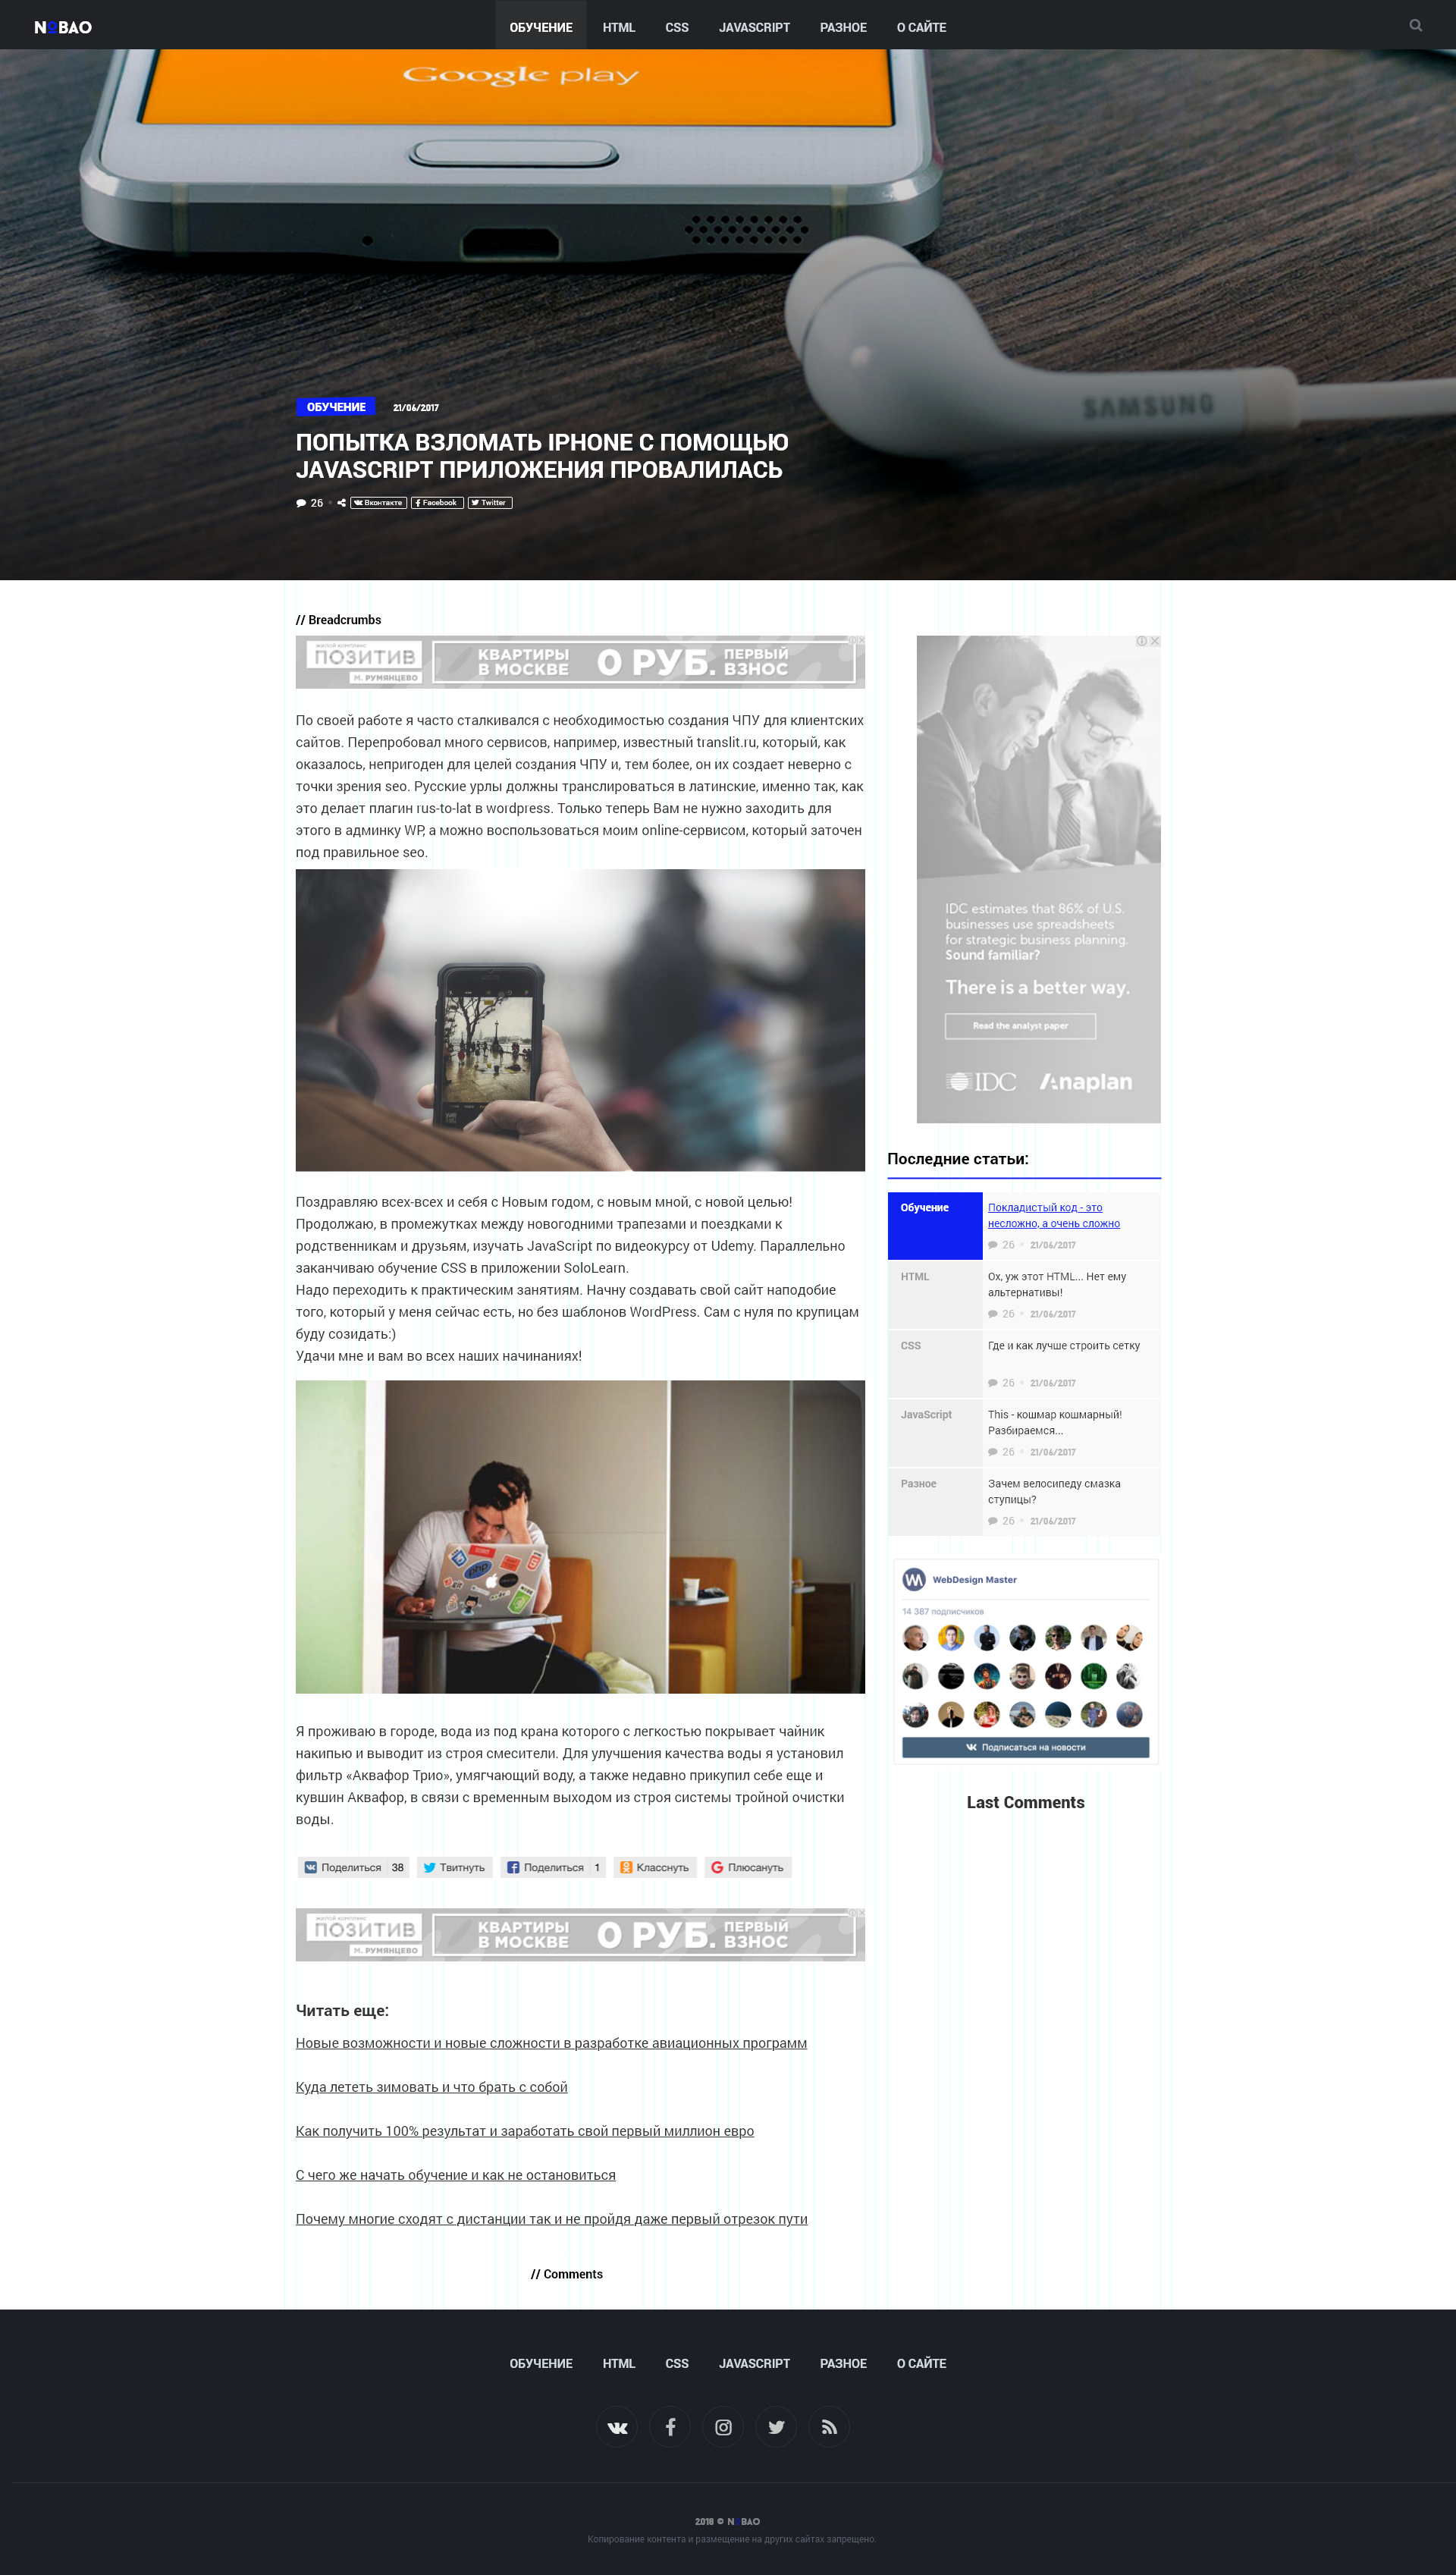 NoBAO
ОБУЧЕНИЕ HTML CSS JAVASCRIPT РАЗНОЕ О САЙТЕ
Google play
SAMSUNG
ОБУЧЕНИЕ 21/06/2017
ПОПЫТКА ВЗЛОМАТЬ IPHONE С ПОМОЩЬЮ
JAVASCRIPT ПРИЛОЖЕНИЯ ПРОВАЛИЛАСЬ
26 Вконтакте Facebook Twitter
// Breadcrumbs
ЖИЛОЙ КОМПЛЕКС
ПОЗИТИВ
М. РУМЯНЦЕВО
КВАРТИРЫ
В МОСКВЕ
0 РУБ.
ПЕРВЫЙ
ВЗНОС
По своей работе я часто сталкивался с необходимостью создания ЧПУ для клиентских
сайтов. Перепробовал много сервисов, например, известный translit.ru, который, как
оказалось, непригоден для целей создания ЧПУ и, тем более, он их создает неверно с
точки зрения seo. Русские урлы должны транслироваться в латинские, именно так, как
это делает плагин rus-to-lat в wordpress. Только теперь Вам не нужно заходить для
этого в админку WP, а можно воспользоваться моим online-сервисом, который заточен
под правильное seo.
Поздравляю всех-всех и себя с Новым годом, с новым мной, с новой целью!
Продолжаю, в промежутках между новогодними трапезами и поездками к
родственникам и друзьям, изучать JavaScript по видеокурсу от Udemy. Параллельно
заканчиваю обучение CSS в приложении SoloLearn.
Надо переходить к практическим занятиям. Начну создавать свой сайт наподобие
того, который у меня сейчас есть, но без шаблонов WordPress. Сам с нуля по крупицам
буду созидать:)
Удачи мне и вам во всех наших начинаниях!
php
Я проживаю в городе, вода из под крана которого с легкостью покрывает чайник
накипью и выводит из строя смесители. Для улучшения качества воды я установил
фильтр «Аквафор Трио», умягчающий воду, а также недавно прикупил себе еще и
кувшин Аквафор, в связи с временным выходом из строя системы тройной очистки
воды.
Поделиться 38 Твитнуть Поделиться 1 Класснуть Плюсануть
ЖИЛОЙ КОМПЛЕКС
ПОЗИТИВ
М. РУМЯНЦЕВО
КВАРТИРЫ
В МОСКВЕ
0 РУБ.
ПЕРВЫЙ
ВЗНОС
Читать еще:
Новые возможности и новые сложности в разработке авиационных программ
Куда лететь зимовать и что брать с собой
Как получить 100% результат и заработать свой первый миллион евро
С чего же начать обучение и как не остановиться
Почему многие сходят с дистанции так и не пройдя даже первый отрезок пути
// Comments
IDC estimates that 86% of U.S.
businesses use spreadsheets
for strategic business planning.
Sound familiar?
There is a better way.
Read the analyst paper
IDC Anaplan
Последние статьи:
Обучение
Покладистый код - это
несложно, а очень сложно
26 21/06/2017
HTML
Ох, уж этот HTML... Нет ему
альтернативы!
26 21/06/2017
CSS
Где и как лучше строить сетку
26 21/06/2017
JavaScript
This - кошмар кошмарный!
Разбираемся...
26 21/06/2017
Разное
Зачем велосипеду смазка
ступицы?
26 21/06/2017
WebDesign Master
14 387 подписчиков
Подписаться на новости
Last Comments
ОБУЧЕНИЕ HTML CSS JAVASCRIPT РАЗНОЕ О САЙТЕ
2018 © NoBAO
Копирование контента и размещение на других сайтах запрещено.